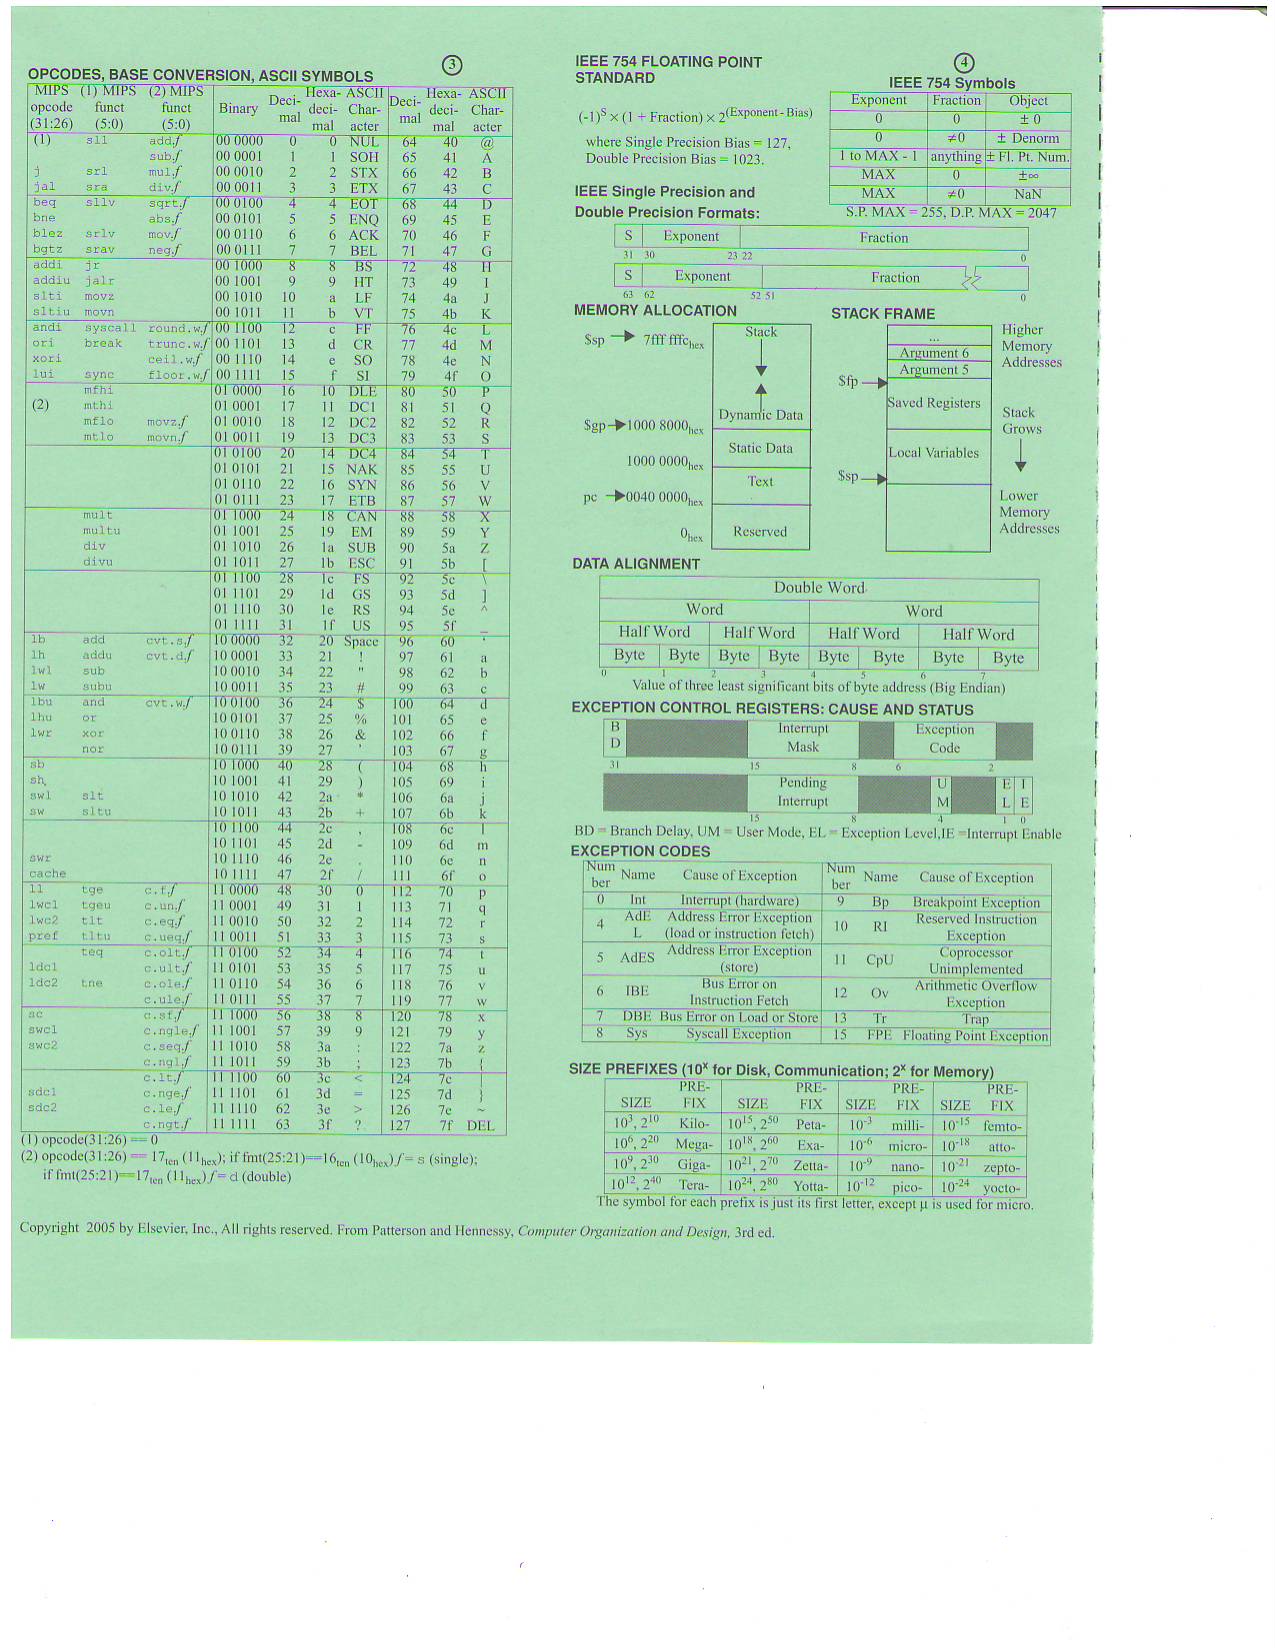 OPCODES, BASE CONVERSION, ASCII SYMBOLS ③
MIPS opcode (31:26) (1) MIPS funct (5:0) (2) MIPS funct (5:0) Binary Deci-mal Hexa-deci-mal ASCII Char-acter Deci-mal Hexa-deci-mal ASCII Char-acter
(1) sll add.f 00 0000 0 0 NUL 64 40 @
sub.f 00 0001 1 1 SOH 65 41 A
j srl mul.f 00 0010 2 2 STX 66 42 B
jal sra div.f 00 0011 3 3 ETX 67 43 C
beq sllv sqrt.f 00 0100 4 4 EOT 68 44 D
bne abs.f 00 0101 5 5 ENQ 69 45 E
blez srlv mov.f 00 0110 6 6 ACK 70 46 F
bgtz srav neg.f 00 0111 7 7 BEL 71 47 G
addi jr 00 1000 8 8 BS 72 48 H
addiu jalr 00 1001 9 9 HT 73 49 I
slti movz 00 1010 10 a LF 74 4a J
sltiu movn 00 1011 11 b VT 75 4b K
andi syscall round.w.f 00 1100 12 c FF 76 4c L
ori break trunc.w.f 00 1101 13 d CR 77 4d M
xori ceil.w.f 00 1110 14 e SO 78 4e N
lui sync floor.w.f 00 1111 15 f SI 79 4f O
mfhi 01 0000 16 10 DLE 80 50 P
(2) mthi 01 0001 17 11 DC1 81 51 Q
mflo movz.f 01 0010 18 12 DC2 82 52 R
mtlo movn.f 01 0011 19 13 DC3 83 53 S
01 0100 20 14 DC4 84 54 T
01 0101 21 15 NAK 85 55 U
01 0110 22 16 SYN 86 56 V
01 0111 23 17 ETB 87 57 W
mult 01 1000 24 18 CAN 88 58 X
multu 01 1001 25 19 EM 89 59 Y
div 01 1010 26 1a SUB 90 5a Z
divu 01 1011 27 1b ESC 91 5b [
01 1100 28 1c FS 92 5c \
01 1101 29 1d GS 93 5d ]
01 1110 30 1e RS 94 5e ^
01 1111 31 1f US 95 5f _
lb add cvt.s.f 10 0000 32 20 Space 96 60 '
lh addu cvt.d.f 10 0001 33 21 ! 97 61 a
lwl sub 10 0010 34 22 " 98 62 b
lw subu 10 0011 35 23 # 99 63 c
lbu and cvt.w.f 10 0100 36 24 $ 100 64 d
lhu or 10 0101 37 25 % 101 65 e
lwr xor 10 0110 38 26 & 102 66 f
nor 10 0111 39 27 ' 103 67 g
sb 10 1000 40 28 ( 104 68 h
sh 10 1001 41 29 ) 105 69 i
swl slt 10 1010 42 2a * 106 6a j
sw sltu 10 1011 43 2b + 107 6b k
10 1100 44 2c , 108 6c l
10 1101 45 2d - 109 6d m
swr 10 1110 46 2e . 110 6e n
cache 10 1111 47 2f / 111 6f o
ll tge c.f.f 11 0000 48 30 0 112 70 p
lwc1 tgeu c.un.f 11 0001 49 31 1 113 71 q
lwc2 tlt c.eq.f 11 0010 50 32 2 114 72 r
pref tltu c.ueq.f 11 0011 51 33 3 115 73 s
teq c.olt.f 11 0100 52 34 4 116 74 t
ldc1 c.ult.f 11 0101 53 35 5 117 75 u
ldc2 tne c.ole.f 11 0110 54 36 6 118 76 v
c.ule.f 11 0111 55 37 7 119 77 w
sc c.sf.f 11 1000 56 38 8 120 78 x
swc1 c.ngle.f 11 1001 57 39 9 121 79 y
swc2 c.seq.f 11 1010 58 3a : 122 7a z
c.ngl.f 11 1011 59 3b ; 123 7b {
c.lt.f 11 1100 60 3c < 124 7c |
sdc1 c.nge.f 11 1101 61 3d = 125 7d }
sdc2 c.le.f 11 1110 62 3e > 126 7e ~
c.ngt.f 11 1111 63 3f ? 127 7f DEL
(1) opcode(31:26) == 0
(2) opcode(31:26) == 17ten (11hex); if fmt(25:21)==16ten (10hex) f = s (single);
if fmt(25:21)==17ten (11hex) f = d (double)
IEEE 754 FLOATING POINT
STANDARD
(-1)^S × (1 + Fraction) × 2^(Exponent - Bias)
where Single Precision Bias = 127,
Double Precision Bias = 1023.
IEEE Single Precision and
Double Precision Formats:
④
IEEE 754 Symbols
Exponent Fraction Object
0 0 ± 0
0 ≠0 ± Denorm
1 to MAX - 1 anything ± Fl. Pt. Num.
MAX 0 ±∞
MAX ≠0 NaN
S.P. MAX = 255, D.P. MAX = 2047
S Exponent Fraction
31 30 23 22 0
S Exponent Fraction
63 62 52 51 0
MEMORY ALLOCATION
$sp 7fff fffchex Stack
Dynamic Data
$gp 1000 8000hex
Static Data
1000 0000hex
Text
pc 0040 0000hex
Reserved
0hex
STACK FRAME
...
Argument 6
Argument 5
$fp
Saved Registers
Local Variables
$sp
Higher
Memory
Addresses
Stack
Grows
Lower
Memory
Addresses
DATA ALIGNMENT
Double Word
Word Word
Half Word Half Word Half Word Half Word
Byte Byte Byte Byte Byte Byte Byte Byte
0 1 2 3 4 5 6 7
Value of three least significant bits of byte address (Big Endian)
EXCEPTION CONTROL REGISTERS: CAUSE AND STATUS
B D Interrupt Mask Exception Code
31 15 8 6 2
Pending Interrupt U M E L I E
15 8 4 1 0
BD = Branch Delay, UM = User Mode, EL = Exception Level,IE =Interrupt Enable
EXCEPTION CODES
Num ber Name Cause of Exception Num ber Name Cause of Exception
0 Int Interrupt (hardware) 9 Bp Breakpoint Exception
4 AdE L Address Error Exception (load or instruction fetch) 10 RI Reserved Instruction Exception
5 AdES Address Error Exception (store) 11 CpU Coprocessor Unimplemented
6 IBE Bus Error on Instruction Fetch 12 Ov Arithmetic Overflow Exception
7 DBE Bus Error on Load or Store 13 Tr Trap
8 Sys Syscall Exception 15 FPE Floating Point Exception
SIZE PREFIXES (10^x for Disk, Communication; 2^x for Memory)
SIZE PRE-FIX SIZE PRE-FIX SIZE PRE-FIX SIZE PRE-FIX
10^3, 2^10 Kilo- 10^15, 2^50 Peta- 10^-3 milli- 10^-15 femto-
10^6, 2^20 Mega- 10^18, 2^60 Exa- 10^-6 micro- 10^-18 atto-
10^9, 2^30 Giga- 10^21, 2^70 Zetta- 10^-9 nano- 10^-21 zepto-
10^12, 2^40 Tera- 10^24, 2^80 Yotta- 10^-12 pico- 10^-24 yocto-
The symbol for each prefix is just its first letter, except µ is used for micro.
Copyright 2005 by Elsevier, Inc., All rights reserved. From Patterson and Hennessy, Computer Organization and Design, 3rd ed.